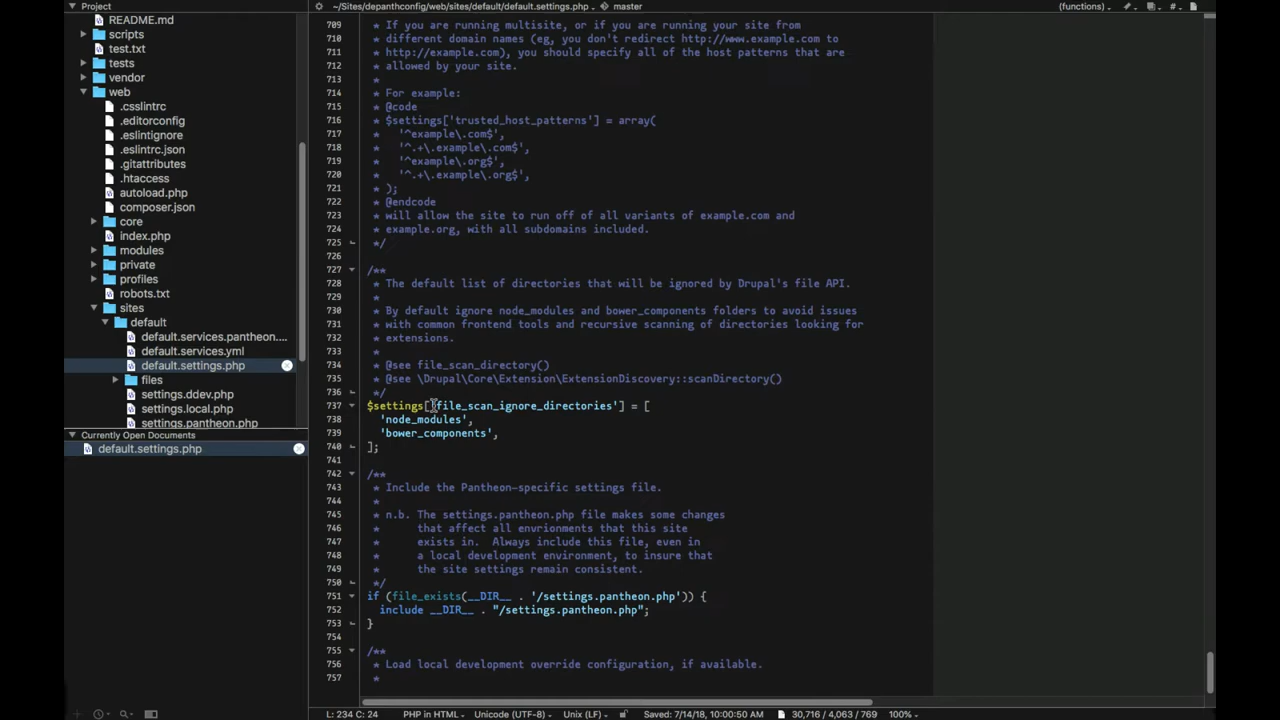 Project
README.md
scripts
test.txt
tests
vendor
web
.csslintrc
.editorconfig
.eslintignore
.eslintrc.json
.gitattributes
.htaccess
autoload.php
composer.json
core
index.php
modules
private
profiles
robots.txt
sites
default
default.services.pantheon....
default.services.yml
default.settings.php
files
settings.ddev.php
settings.local.php
settings.pantheon.php
Currently Open Documents
default.settings.php
~/Sites/depanthconfig/web/sites/default/default.settings.php master (functions) #
709 * If you are running multisite, or if you are running your site from
710 * different domain names (eg, you don't redirect http://www.example.com to
711 * http://example.com), you should specify all of the host patterns that are
712 * allowed by your site.
713 *
714 * For example:
715 * @code
716 * $settings['trusted_host_patterns'] = array(
717 *   '^example\.com$',
718 *   '^.+\.example\.com$',
719 *   '^example\.org$',
720 *   '^.+\.example\.org$',
721 * );
722 * @endcode
723 * will allow the site to run off of all variants of example.com and
724 * example.org, with all subdomains included.
725 */
726
727 /**
728 * The default list of directories that will be ignored by Drupal's file API.
729 *
730 * By default ignore node_modules and bower_components folders to avoid issues
731 * with common frontend tools and recursive scanning of directories looking for
732 * extensions.
733 *
734 * @see file_scan_directory()
735 * @see \Drupal\Core\Extension\ExtensionDiscovery::scanDirectory()
736 */
737 $settings['file_scan_ignore_directories'] = [
738   'node_modules',
739   'bower_components',
740 ];
741
742 /**
743 * Include the Pantheon-specific settings file.
744 *
745 * n.b. The settings.pantheon.php file makes some changes
746 *      that affect all envrionments that this site
747 *      exists in.  Always include this file, even in
748 *      a local development environment, to insure that
749 *      the site settings remain consistent.
750 */
751 if (file_exists(__DIR__ . '/settings.pantheon.php')) {
752   include __DIR__ . "/settings.pantheon.php";
753 }
754
755 /**
756 * Load local development override configuration, if available.
757 *
L: 234 C: 24 PHP in HTML Unicode (UTF-8) Unix (LF) Saved: 7/14/18, 10:00:50 AM 30,716 / 4,063 / 769 100%